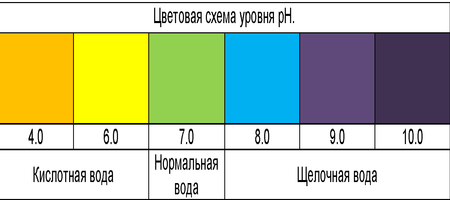 Цветовая схема уровня pH.
4.0 6.0 7.0 8.0 9.0 10.0
Кислотная вода
Нормальная
вода
Щелочная вода